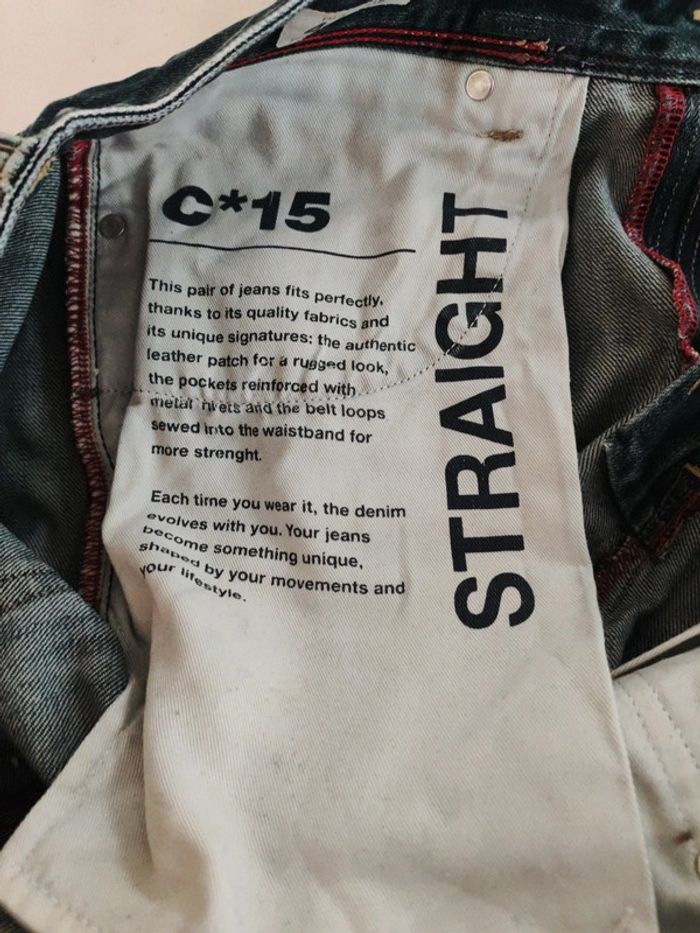 C*15
This pair of jeans fits perfectly,
thanks to its quality fabrics and
its unique signatures: the authentic
leather patch for a rugged look,
the pockets reinforced with
metal rivets and the belt loops
sewed into the waistband for
more strenght.
Each time you wear it, the denim
evolves with you. Your jeans
become something unique,
shaped by your movements and
your lifestyle.
STRAIGHT